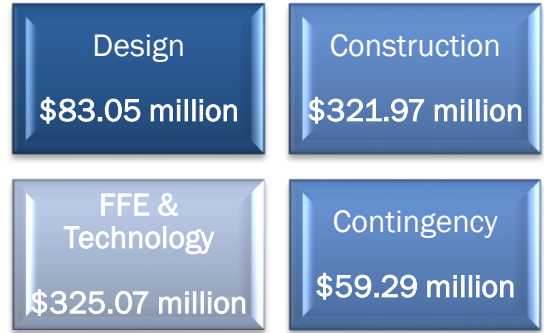 Design
$83.05 million
Construction
$321.97 million
FFE &
Technology
$325.07 million
Contingency
$59.29 million